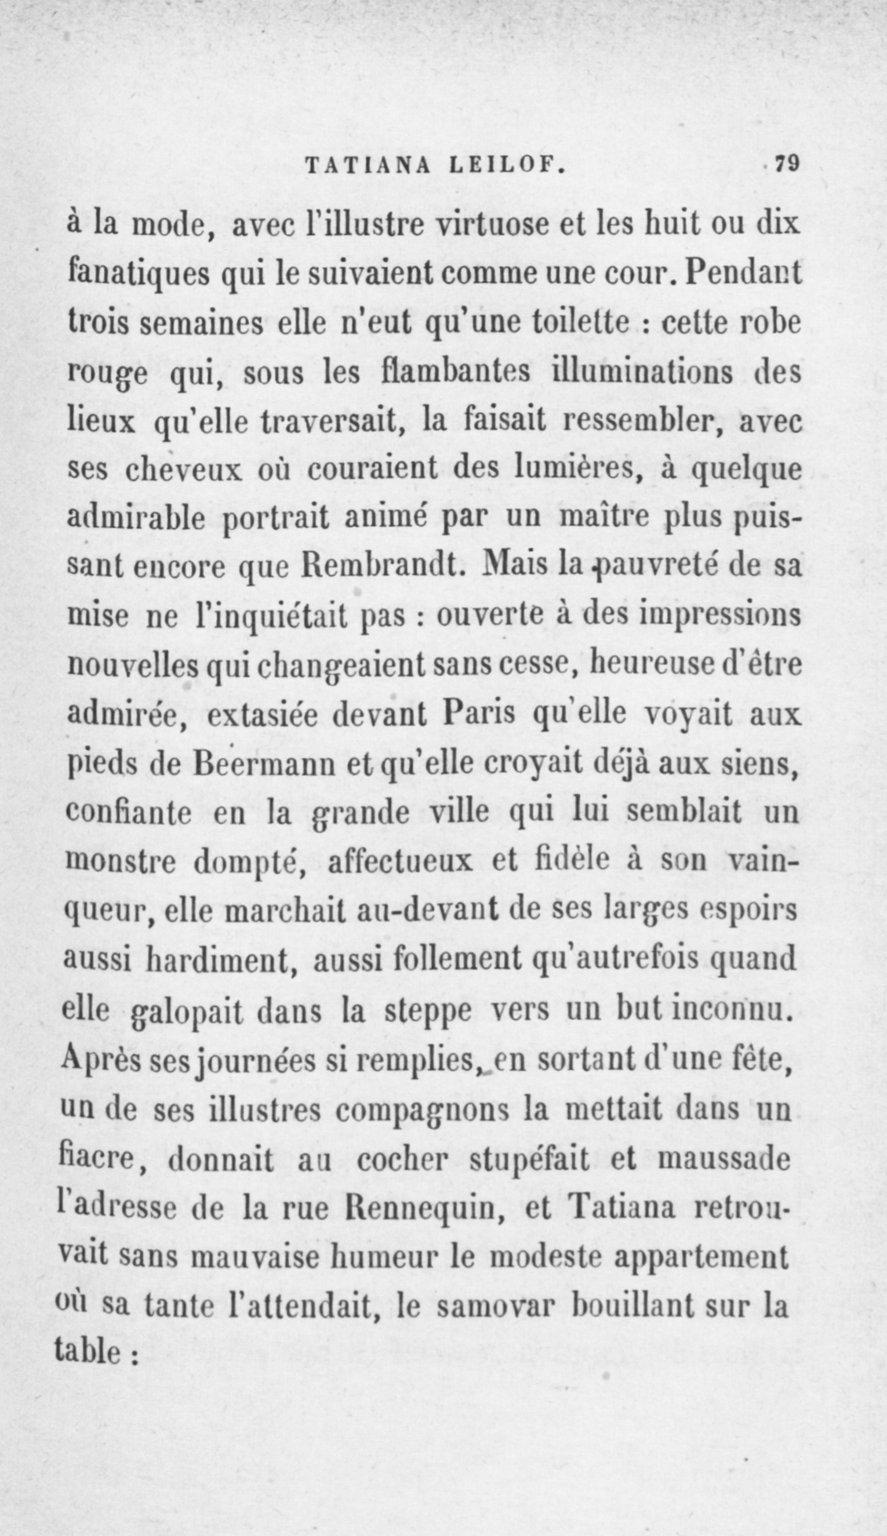 TATIANA LEILOF. 79
à la mode, avec l'illustre virtuose et les huit ou dix
fanatiques qui le suivaient comme une cour. Pendant
trois semaines elle n'eut qu'une toilette : cette robe
rouge qui, sous les flambantes illuminations des
lieux qu'elle traversait, la faisait ressembler, avec
ses cheveux où couraient des lumières, à quelque
admirable portrait animé par un maître plus puis-
sant encore que Rembrandt. Mais la pauvreté de sa
mise ne l'inquiétait pas : ouverte à des impressions
nouvelles qui changeaient sans cesse, heureuse d'être
admirée, extasiée devant Paris qu'elle voyait aux
pieds de Beermann et qu'elle croyait déjà aux siens,
confiante en la grande ville qui lui semblait un
monstre dompté, affectueux et fidèle à son vain-
queur, elle marchait au-devant de ses larges espoirs
aussi hardiment, aussi follement qu'autrefois quand
elle galopait dans la steppe vers un but inconnu.
Après ses journées si remplies, en sortant d'une fête,
un de ses illustres compagnons la mettait dans un
fiacre, donnait au cocher stupéfait et maussade
l'adresse de la rue Rennequin, et Tatiana retrou-
vait sans mauvaise humeur le modeste appartement
où sa tante l'attendait, le samovar bouillant sur la
table :